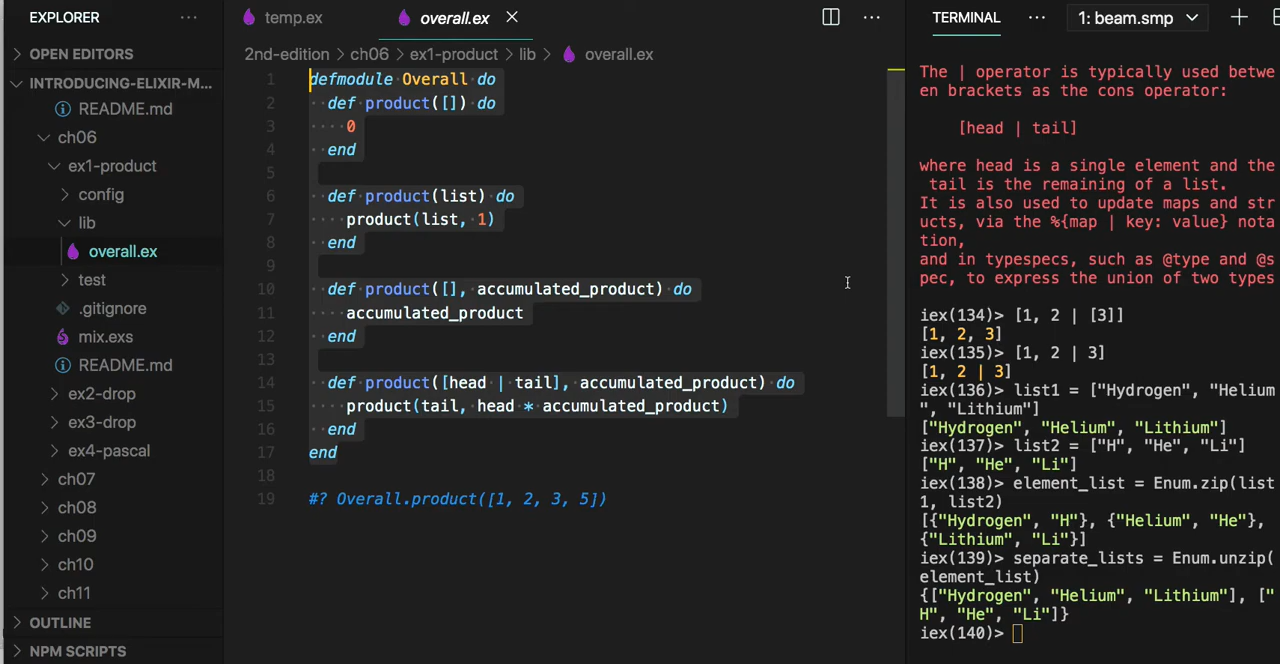 EXPLORER
OPEN EDITORS
INTRODUCING-ELIXIR-M...
README.md
ch06
ex1-product
config
lib
overall.ex
test
.gitignore
mix.exs
README.md
ex2-drop
ex3-drop
ex4-pascal
ch07
ch08
ch09
ch10
ch11
OUTLINE
NPM SCRIPTS
temp.ex
overall.ex
2nd-edition > ch06 > ex1-product > lib > overall.ex
1 defmodule Overall do
2 def product([]) do
3 0
4 end
5
6 def product(list) do
7 product(list, 1)
8 end
9
10 def product([], accumulated_product) do
11 accumulated_product
12 end
13
14 def product([head | tail], accumulated_product) do
15 product(tail, head * accumulated_product)
16 end
17 end
18
19 #? Overall.product([1, 2, 3, 5])
TERMINAL
1: beam.smp
The | operator is typically used betwe
en brackets as the cons operator:
[head | tail]
where head is a single element and the
tail is the remaining of a list.
It is also used to update maps and str
ucts, via the %{map | key: value} nota
tion,
and in typespecs, such as @type and @s
pec, to express the union of two types
iex(134)> [1, 2 | [3]]
[1, 2, 3]
iex(135)> [1, 2 | 3]
[1, 2 | 3]
iex(136)> list1 = ["Hydrogen", "Helium
", "Lithium"]
["Hydrogen", "Helium", "Lithium"]
iex(137)> list2 = ["H", "He", "Li"]
["H", "He", "Li"]
iex(138)> element_list = Enum.zip(list
1, list2)
[{"Hydrogen", "H"}, {"Helium", "He"},
{"Lithium", "Li"}]
iex(139)> separate_lists = Enum.unzip(
element_list)
{["Hydrogen", "Helium", "Lithium"], ["
H", "He", "Li"]}
iex(140)>